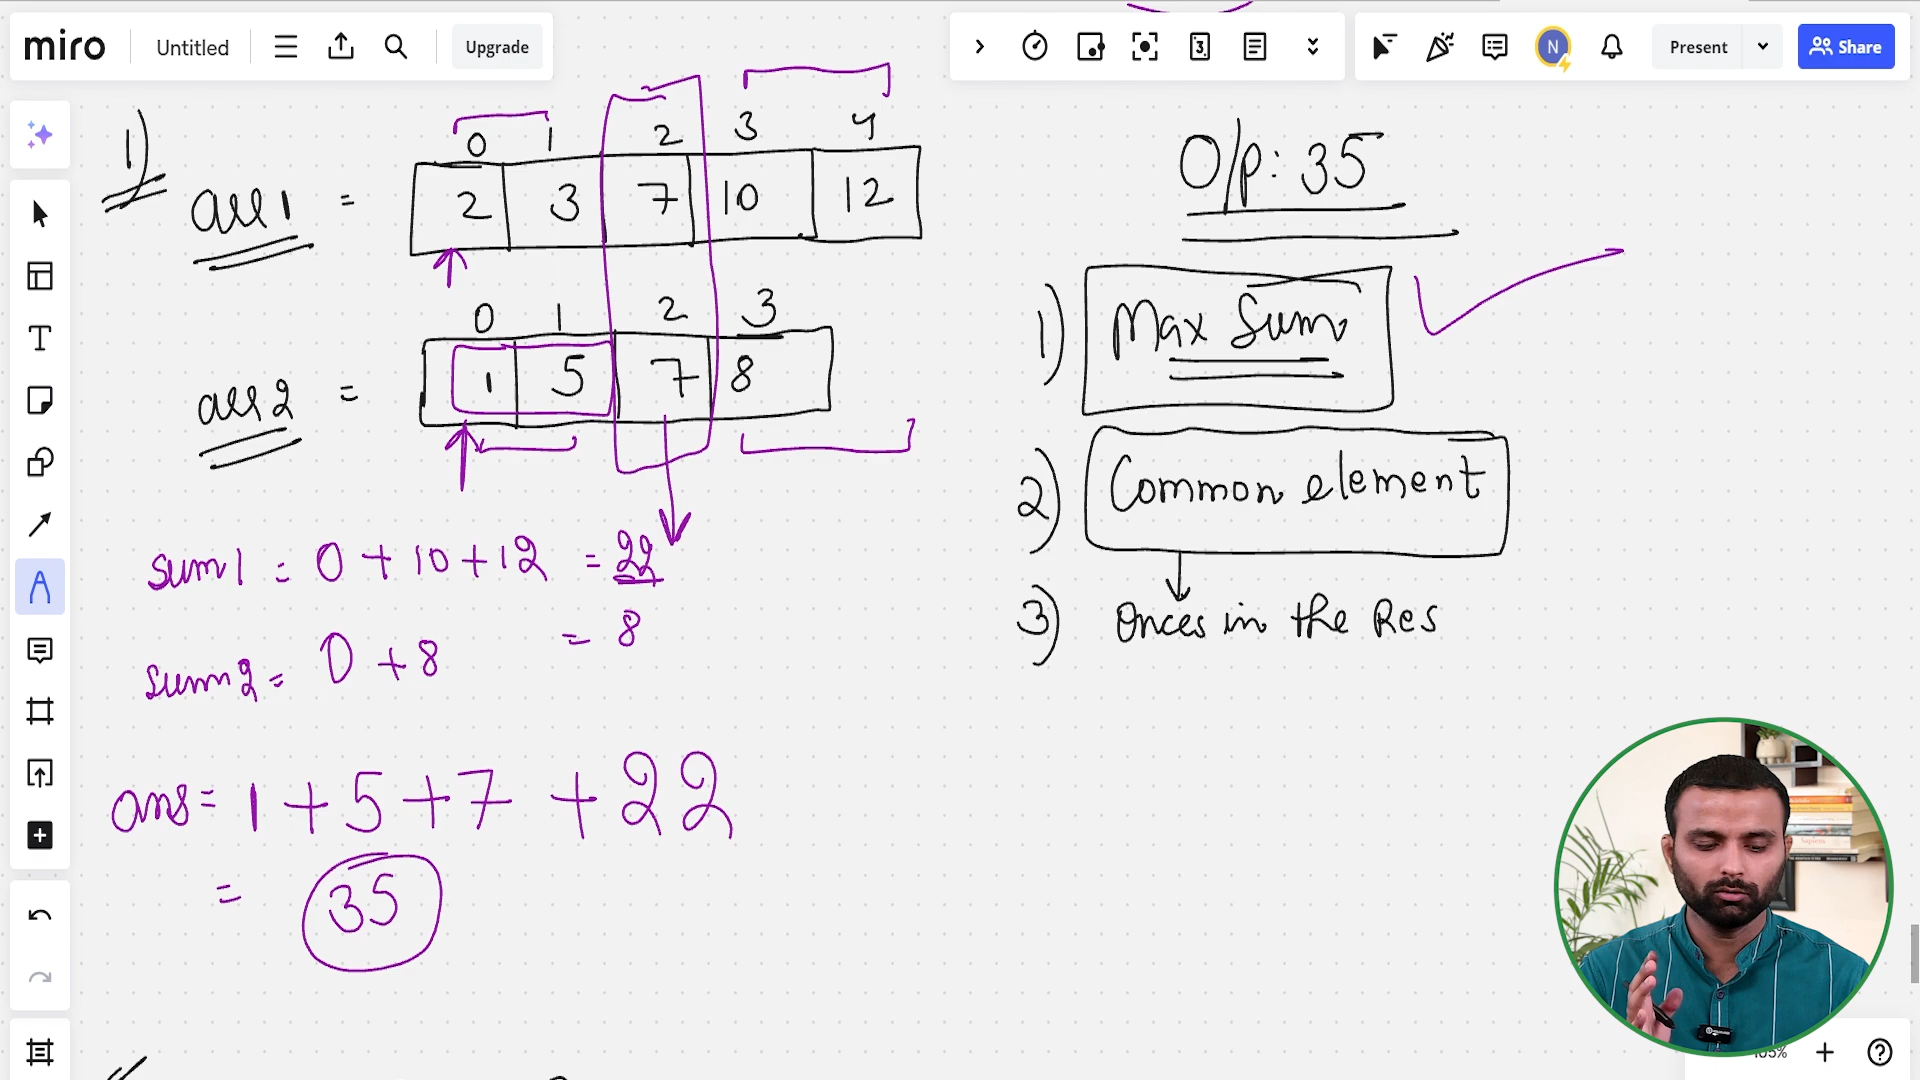 miro
Untitled
Upgrade
3
N
Present
Share
1)
0 1 2 3 4
arr1 = 2 3 7 10 12
0 1 2 3
arr2 = 1 5 7 8
sum1 = 0 + 10 + 12 = 22
sum2 = 0 + 8 = 8
ans = 1 + 5 + 7 + 22
= 35
O/p: 35
1) Max Sum
2) Common element
3) Onces in the Res
T
105%